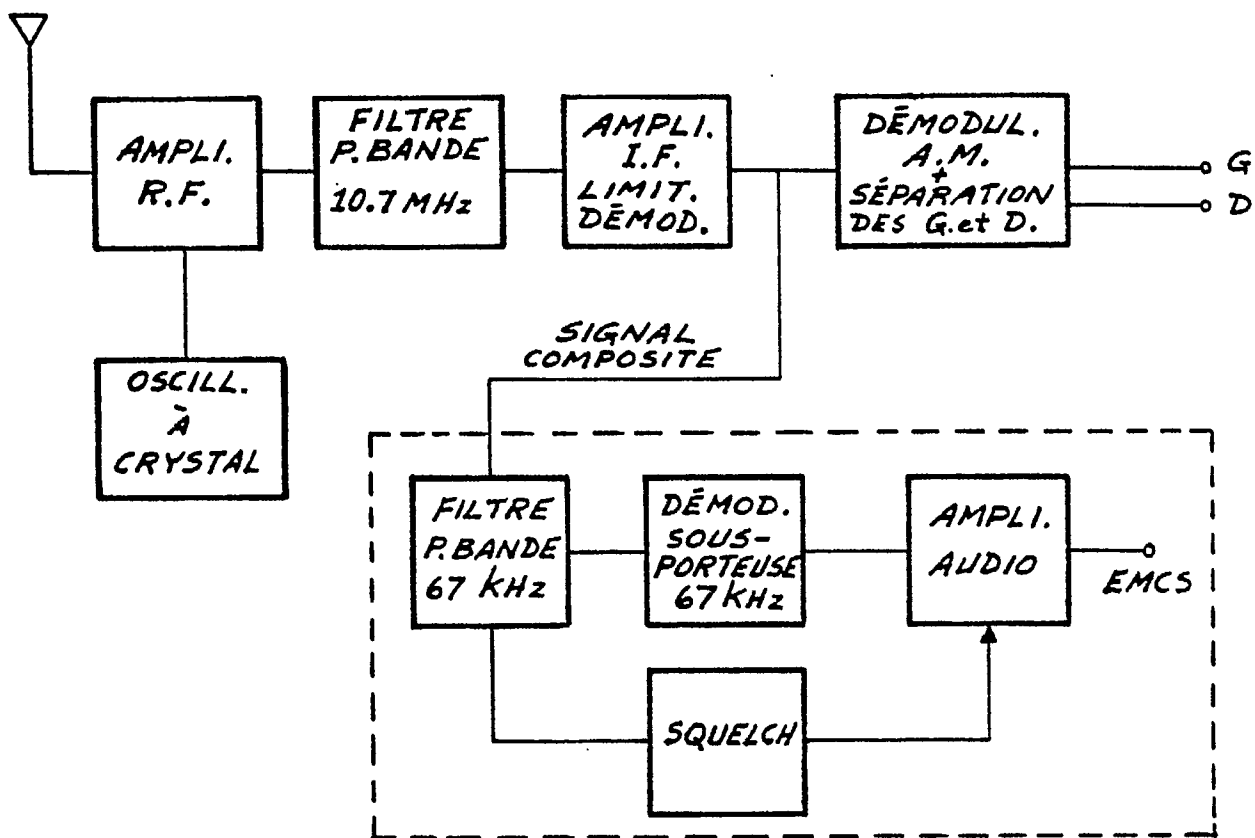 AMPLI.
R.F.
FILTRE
P.BANDE
10.7 MHz
AMPLI.
I.F.
LIMIT.
DÉMOD.
DÉMODUL.
A.M.
+
SÉPARATION
DES G.et D.
G
D
OSCILL.
À
CRYSTAL
SIGNAL
COMPOSITE
FILTRE
P.BANDE
67 kHz
DÉMOD.
SOUS-
PORTEUSE
67 kHz
AMPLI.
AUDIO
EMCS
SQUELCH